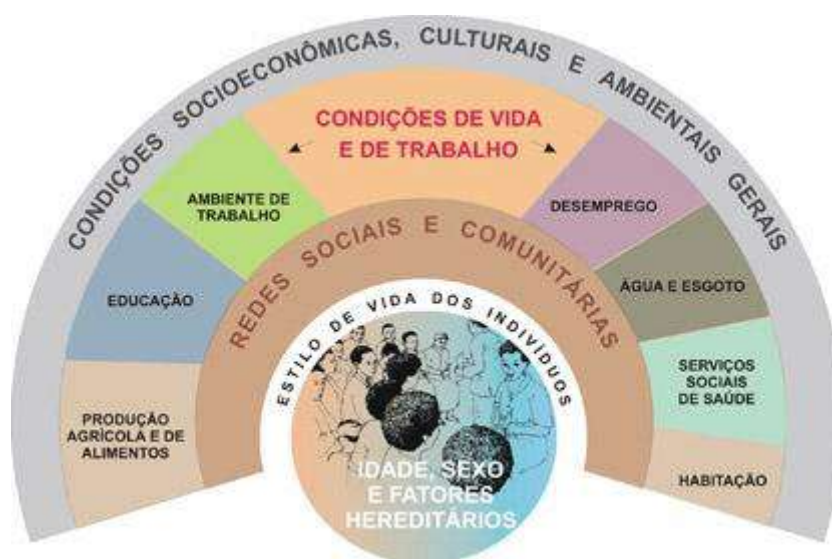 CONDIÇÕES SOCIOECONÔMICAS, CULTURAIS E AMBIENTAIS GERAIS
CONDIÇÕES DE VIDA
E DE TRABALHO
AMBIENTE DE
TRABALHO
DESEMPREGO
REDES SOCIAIS E COMUNITÁRIAS
EDUCAÇÃO
ÁGUA E ESGOTO
ESTILO DE VIDA DOS INDIVÍDUOS
PRODUÇÃO
AGRÍCOLA E DE
ALIMENTOS
SERVIÇOS
SOCIAIS
DE SAÚDE
HABITAÇÃO
IDADE, SEXO
E FATORES
HEREDITÁRIOS